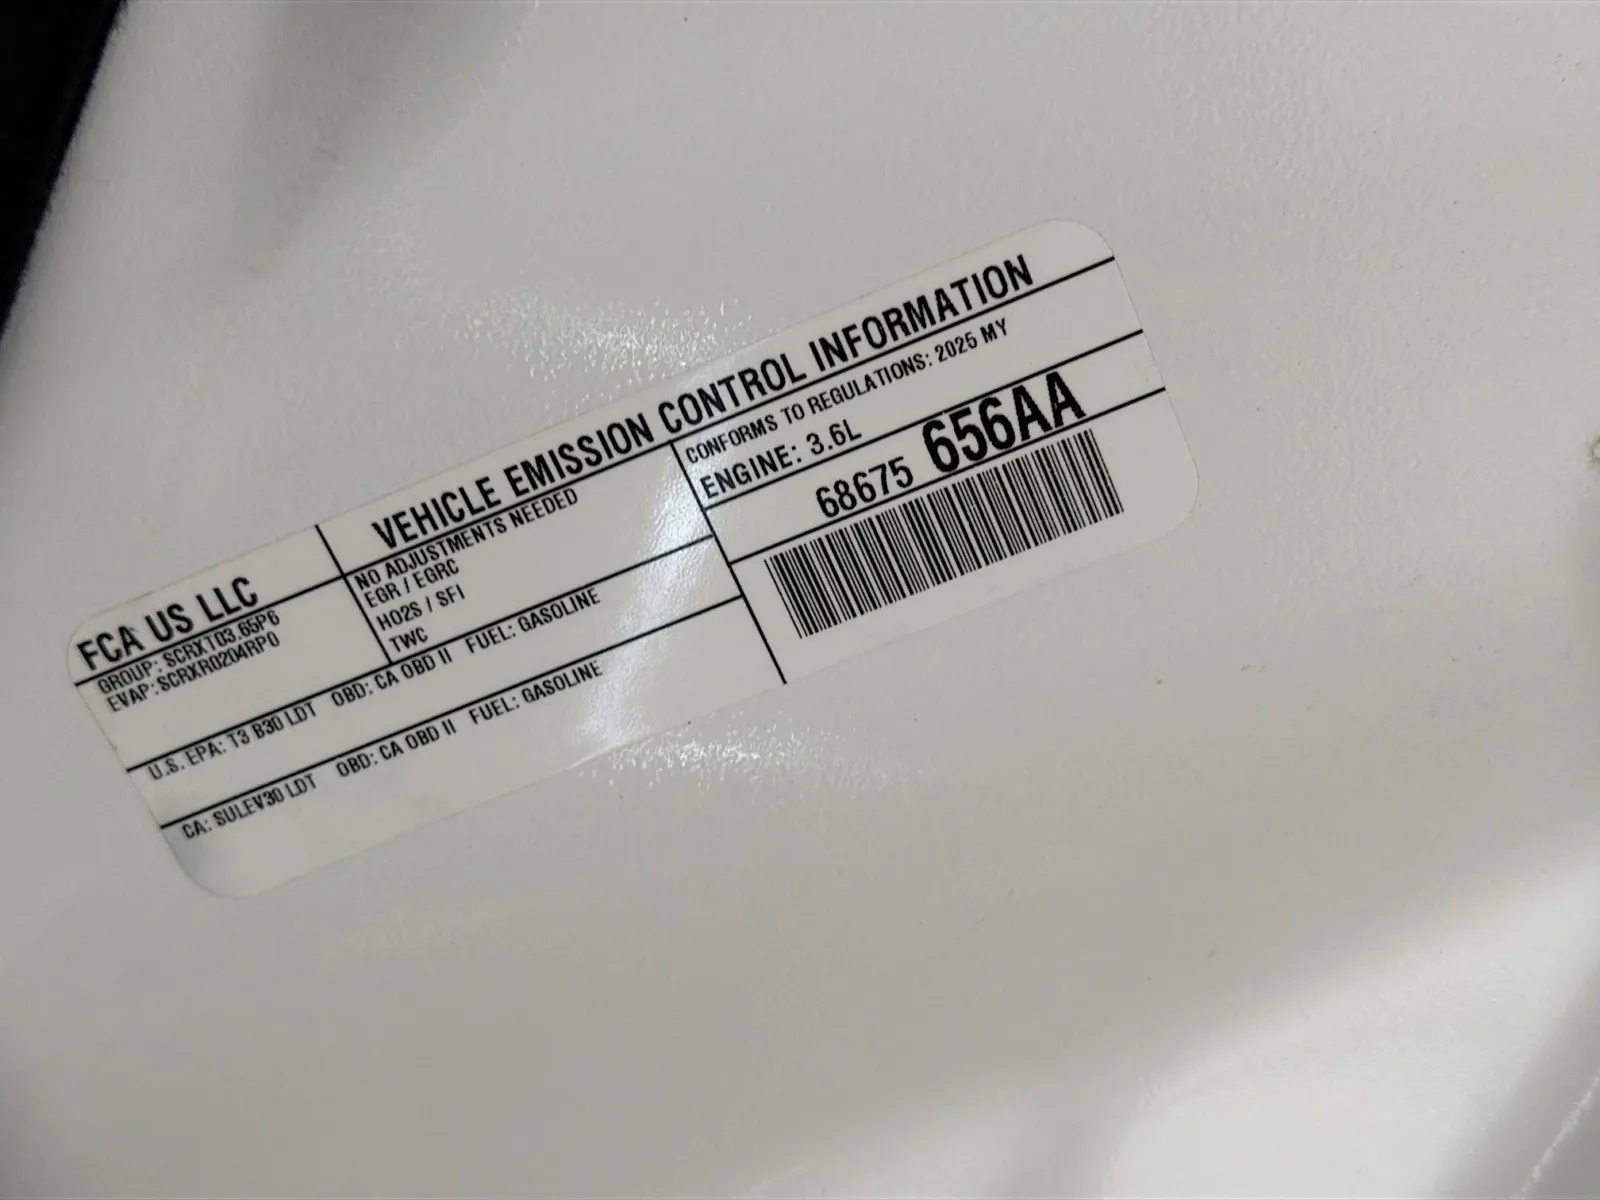 FCA US LLC
VEHICLE EMISSION CONTROL INFORMATION
GROUP: SCRXT03.65P6
EVAP: SCRXR0204RP0
NO ADJUSTMENTS NEEDED
EGR / EGRC
HO2S / SFI
TWC
CONFORMS TO REGULATIONS: 2025 MY
ENGINE: 3.6L
68675 656AA
U.S. EPA: T3 B30 LDT OBD: CA OBD II FUEL: GASOLINE
CA: SULEV30 LDT OBD: CA OBD II FUEL: GASOLINE